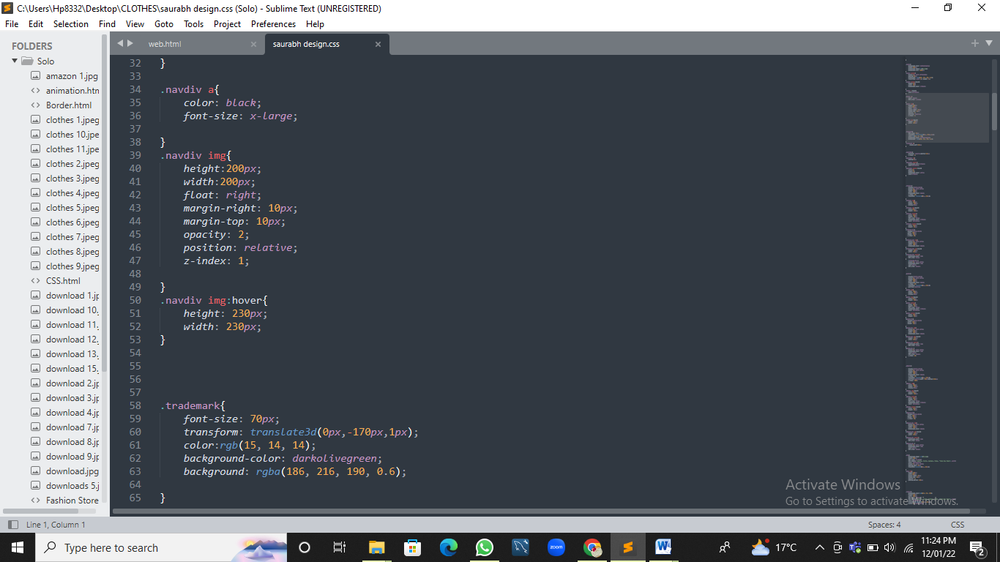 C:\Users\Hp8332\Desktop\CLOTHES\saurabh design.css (Solo) - Sublime Text (UNREGISTERED)
File Edit Selection Find View Goto Tools Project Preferences Help
FOLDERS
Solo
amazon 1.jpg
animation.htn
Border.html
clothes 1.jpeg
clothes 10.jpe
clothes 11.jpe
clothes 2.jpeg
clothes 3.jpeg
clothes 4.jpeg
clothes 5.jpeg
clothes 6.jpeg
clothes 7.jpeg
clothes 8.jpeg
clothes 9.jpeg
CSS.html
download 1.jp
download 10.
download 11.
download 12.
download 13.
download 15.
download 2.jp
download 3.jp
download 4.jp
download 7.jp
download 8.jp
download 9.jp
download.jpg
downloads 5.j
Fashion Store
web.html
saurabh design.css
32 }
33
34 .navdiv a{
35 color: black;
36 font-size: x-large;
37
38 }
39 .navdiv img{
40 height:200px;
41 width:200px;
42 float: right;
43 margin-right: 10px;
44 margin-top: 10px;
45 opacity: 2;
46 position: relative;
47 z-index: 1;
48
49 }
50 .navdiv img:hover{
51 height: 230px;
52 width: 230px;
53 }
54
55
56
57
58 .trademark{
59 font-size: 70px;
60 transform: translate3d(0px,-170px,1px);
61 color:rgb(15, 14, 14);
62 background-color: darkolivegreen;
63 background: rgba(186, 216, 190, 0.6);
64
65 }
Activate Windows
Go to Settings to activate Windows.
Line 1, Column 1
Spaces: 4
CSS
Type here to search
zoom
17°C
11:24 PM
12/01/22
2